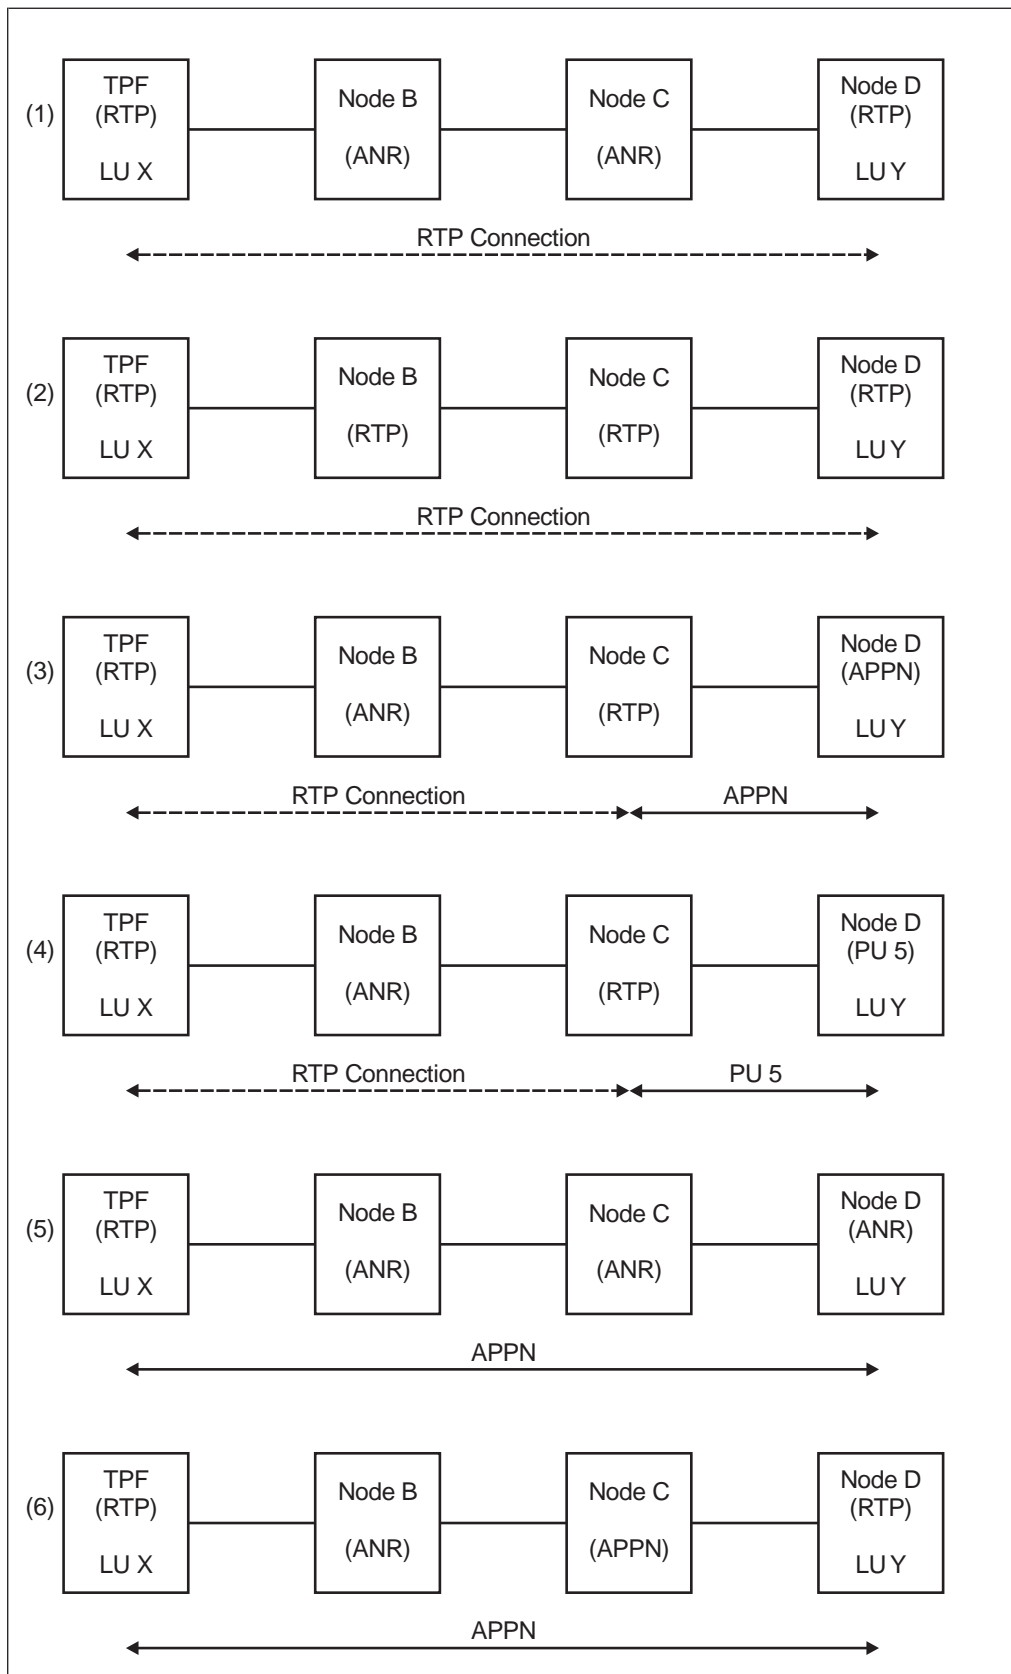 (1)
TPF
(RTP)
LU X
Node B
(ANR)
Node C
(ANR)
Node D
(RTP)
LU Y
RTP Connection
(2)
TPF
(RTP)
LU X
Node B
(RTP)
Node C
(RTP)
Node D
(RTP)
LU Y
RTP Connection
(3)
TPF
(RTP)
LU X
Node B
(ANR)
Node C
(RTP)
Node D
(APPN)
LU Y
RTP Connection
APPN
(4)
TPF
(RTP)
LU X
Node B
(ANR)
Node C
(RTP)
Node D
(PU 5)
LU Y
RTP Connection
PU 5
(5)
TPF
(RTP)
LU X
Node B
(ANR)
Node C
(ANR)
Node D
(ANR)
LU Y
APPN
(6)
TPF
(RTP)
LU X
Node B
(ANR)
Node C
(APPN)
Node D
(RTP)
LU Y
APPN